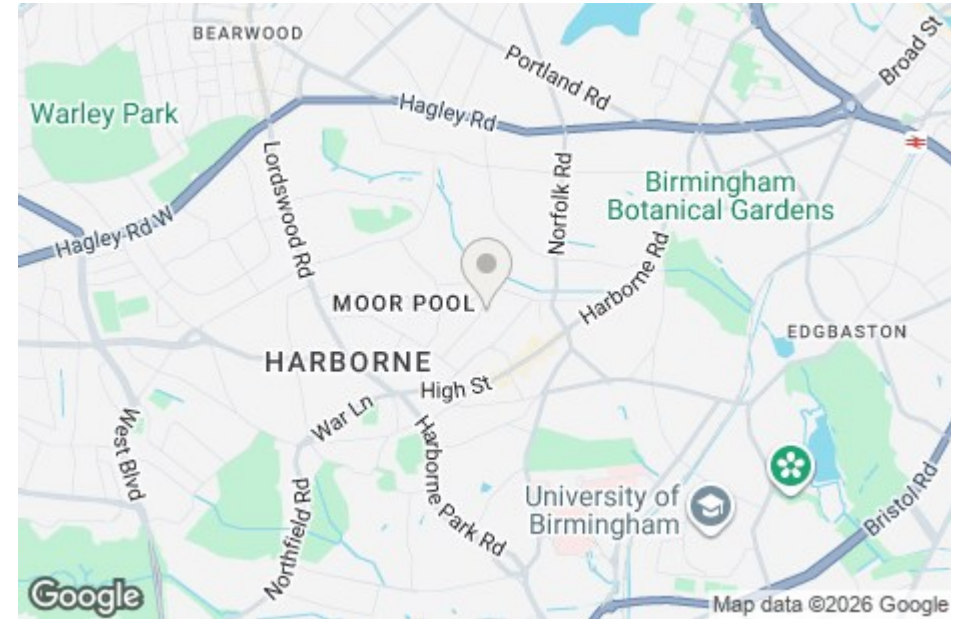 BEARWOOD
Portland Rd
Broad St
Warley Park
Hagley Rd
Lordswood Rd
Norfolk Rd
Birmingham
Botanical Gardens
Hagley Rd W
Harborne Rd
MOOR POOL
EDGBASTON
HARBORNE
High St
War Ln
West Blvd
Harborne Park Rd
University of
Birmingham
Bristol Rd
Northfield Rd
Google
Map data ©2026 Google